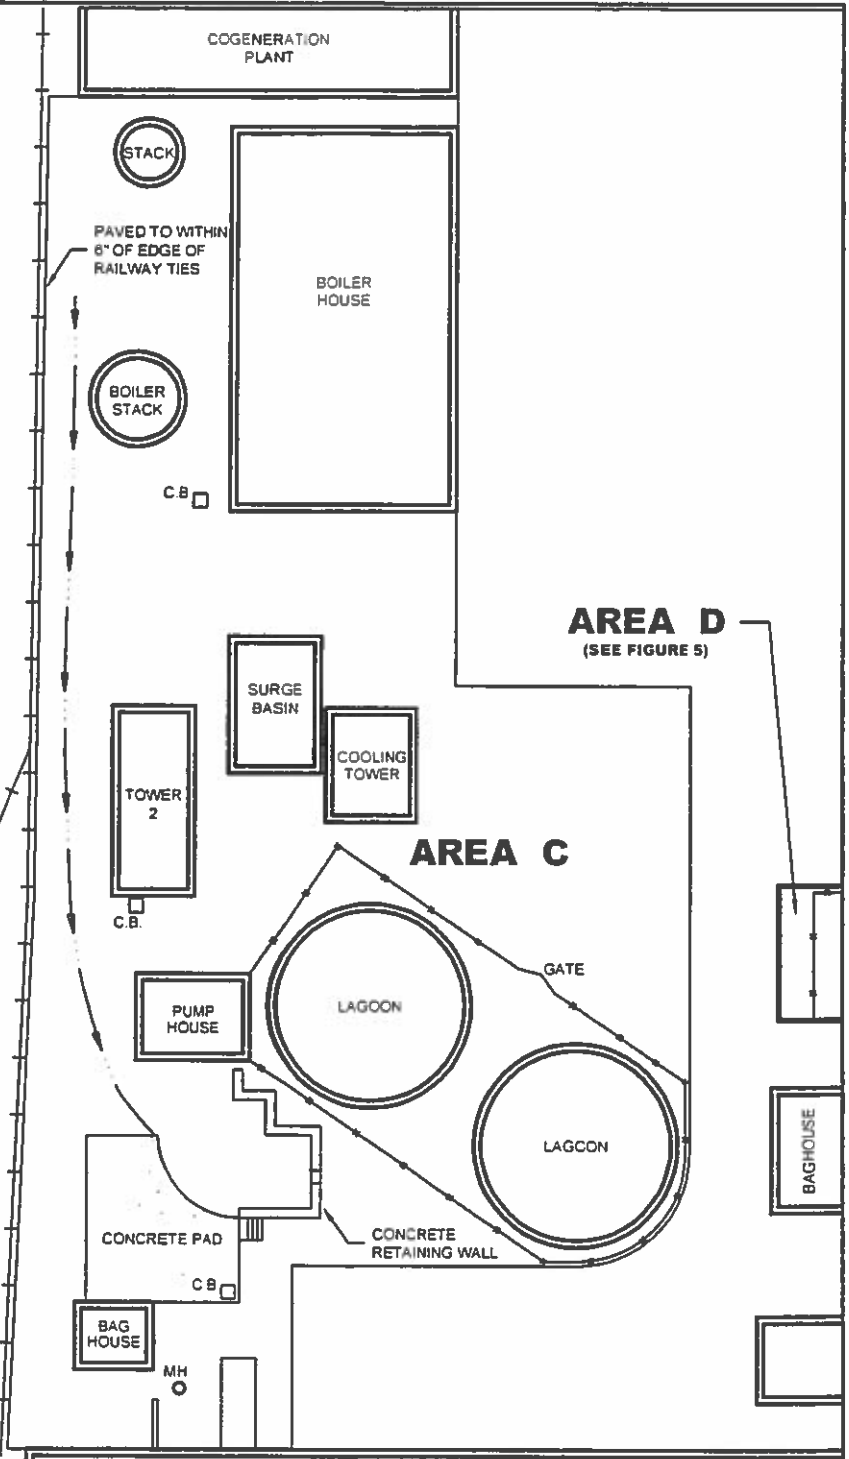 COGENERATION
PLANT
STACK
PAVED TO WITHIN
6" OF EDGE OF
RAILWAY TIES
BOILER
HOUSE
BOILER
STACK
C.B
AREA D
(SEE FIGURE 5)
SURGE
BASIN
COOLING
TOWER
TOWER
2
AREA C
C.B.
GATE
PUMP
HOUSE
LAGOON
LAGOON
BAGHOUSE
CONCRETE PAD
CONCRETE
RETAINING WALL
C B
BAG
HOUSE
MH